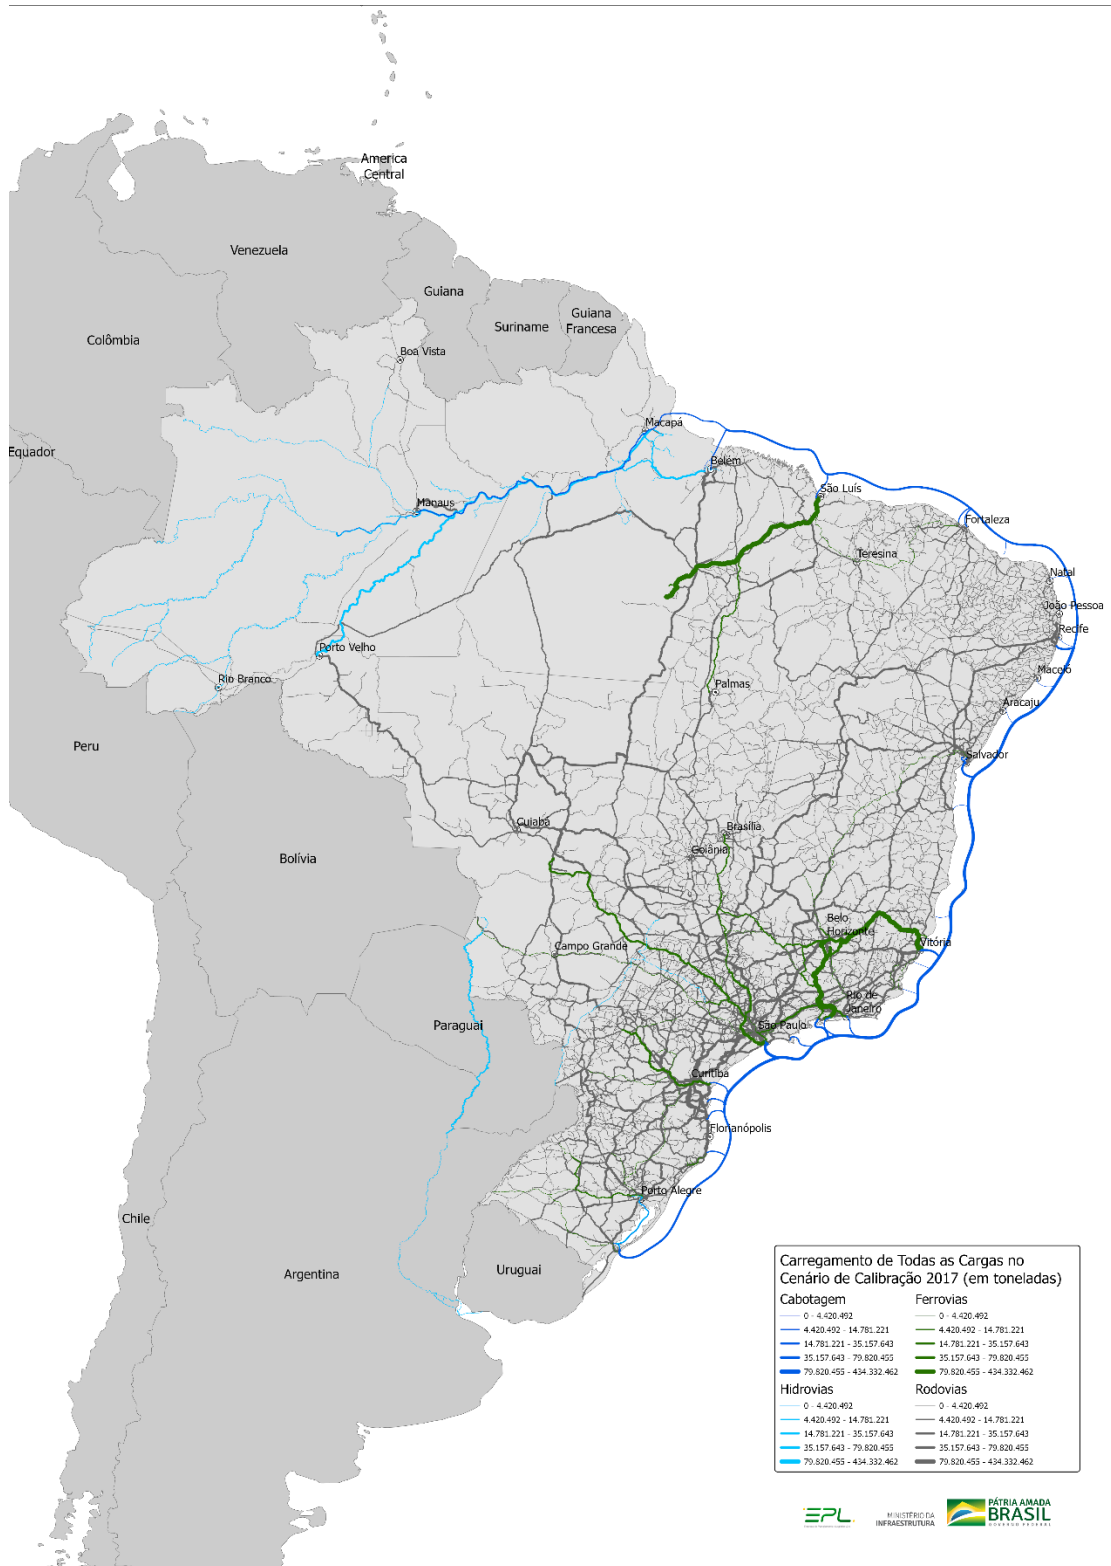 America
Central
Venezuela
Guiana
Suriname
Guiana
Francesa
Colômbia
Boa Vista
Macapá
Equador
Belém
São Luís
Manaus
Fortaleza
Teresina
Natal
João Pessoa
Recife
Porto Velho
Rio Branco
Maceió
Palmas
Aracaju
Peru
Salvador
Cuiabá
Brasília
Goiânia
Bolívia
Belo
Horizonte
Vitória
Campo Grande
Rio de
Janeiro
Paraguai
São Paulo
Curitiba
Florianópolis
Porto Alegre
Chile
Argentina
Uruguai
Carregamento de Todas as Cargas no
Cenário de Calibração 2017 (em toneladas)
Cabotagem
0 - 4.420.492
4.420.492 - 14.781.221
14.781.221 - 35.157.643
35.157.643 - 79.820.455
79.820.455 - 434.332.462
Ferrovias
0 - 4.420.492
4.420.492 - 14.781.221
14.781.221 - 35.157.643
35.157.643 - 79.820.455
79.820.455 - 434.332.462
Hidrovias
0 - 4.420.492
4.420.492 - 14.781.221
14.781.221 - 35.157.643
35.157.643 - 79.820.455
79.820.455 - 434.332.462
Rodovias
0 - 4.420.492
4.420.492 - 14.781.221
14.781.221 - 35.157.643
35.157.643 - 79.820.455
79.820.455 - 434.332.462
EPL
MINISTÉRIO DA
INFRAESTRUTURA
PÁTRIA AMADA
BRASIL
GOVERNO FEDERAL